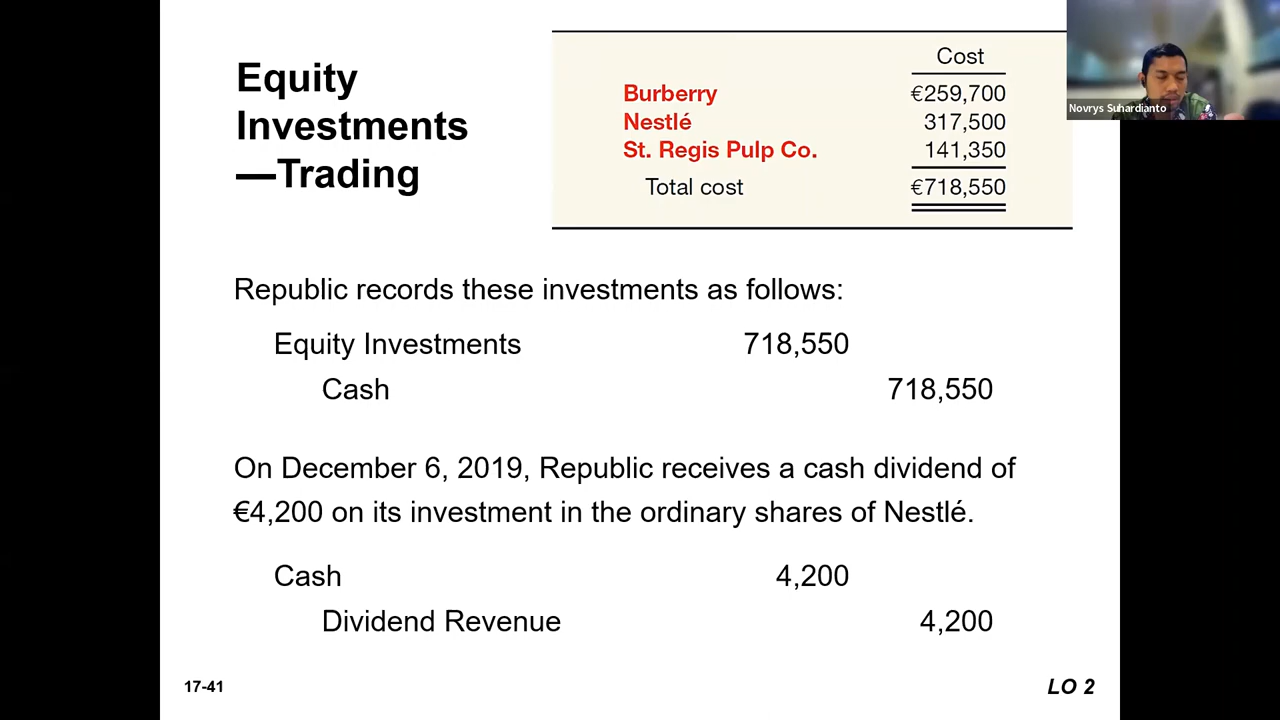 Equity
Investments
—Trading
Cost
Burberry €259,700
Nestlé 317,500
St. Regis Pulp Co. 141,350
Total cost €718,550
Novrys Suhardianto
Republic records these investments as follows:
Equity Investments 718,550
Cash 718,550
On December 6, 2019, Republic receives a cash dividend of
€4,200 on its investment in the ordinary shares of Nestlé.
Cash 4,200
Dividend Revenue 4,200
17-41 LO 2